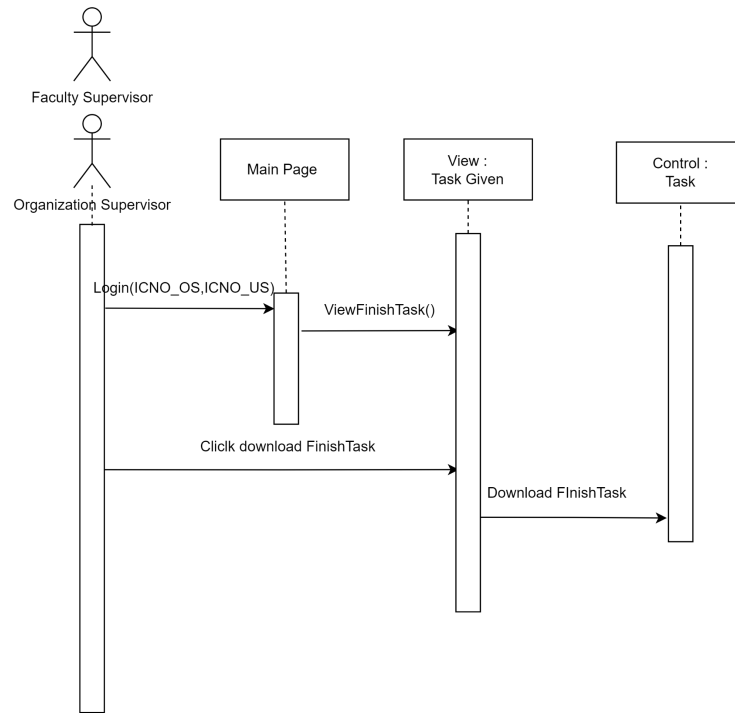 Faculty Supervisor
Organization Supervisor
Main Page
View :
Task Given
Control :
Task
Login(ICNO_OS,ICNO_US)
ViewFinishTask()
Cliclk download FinishTask
Download FInishTask